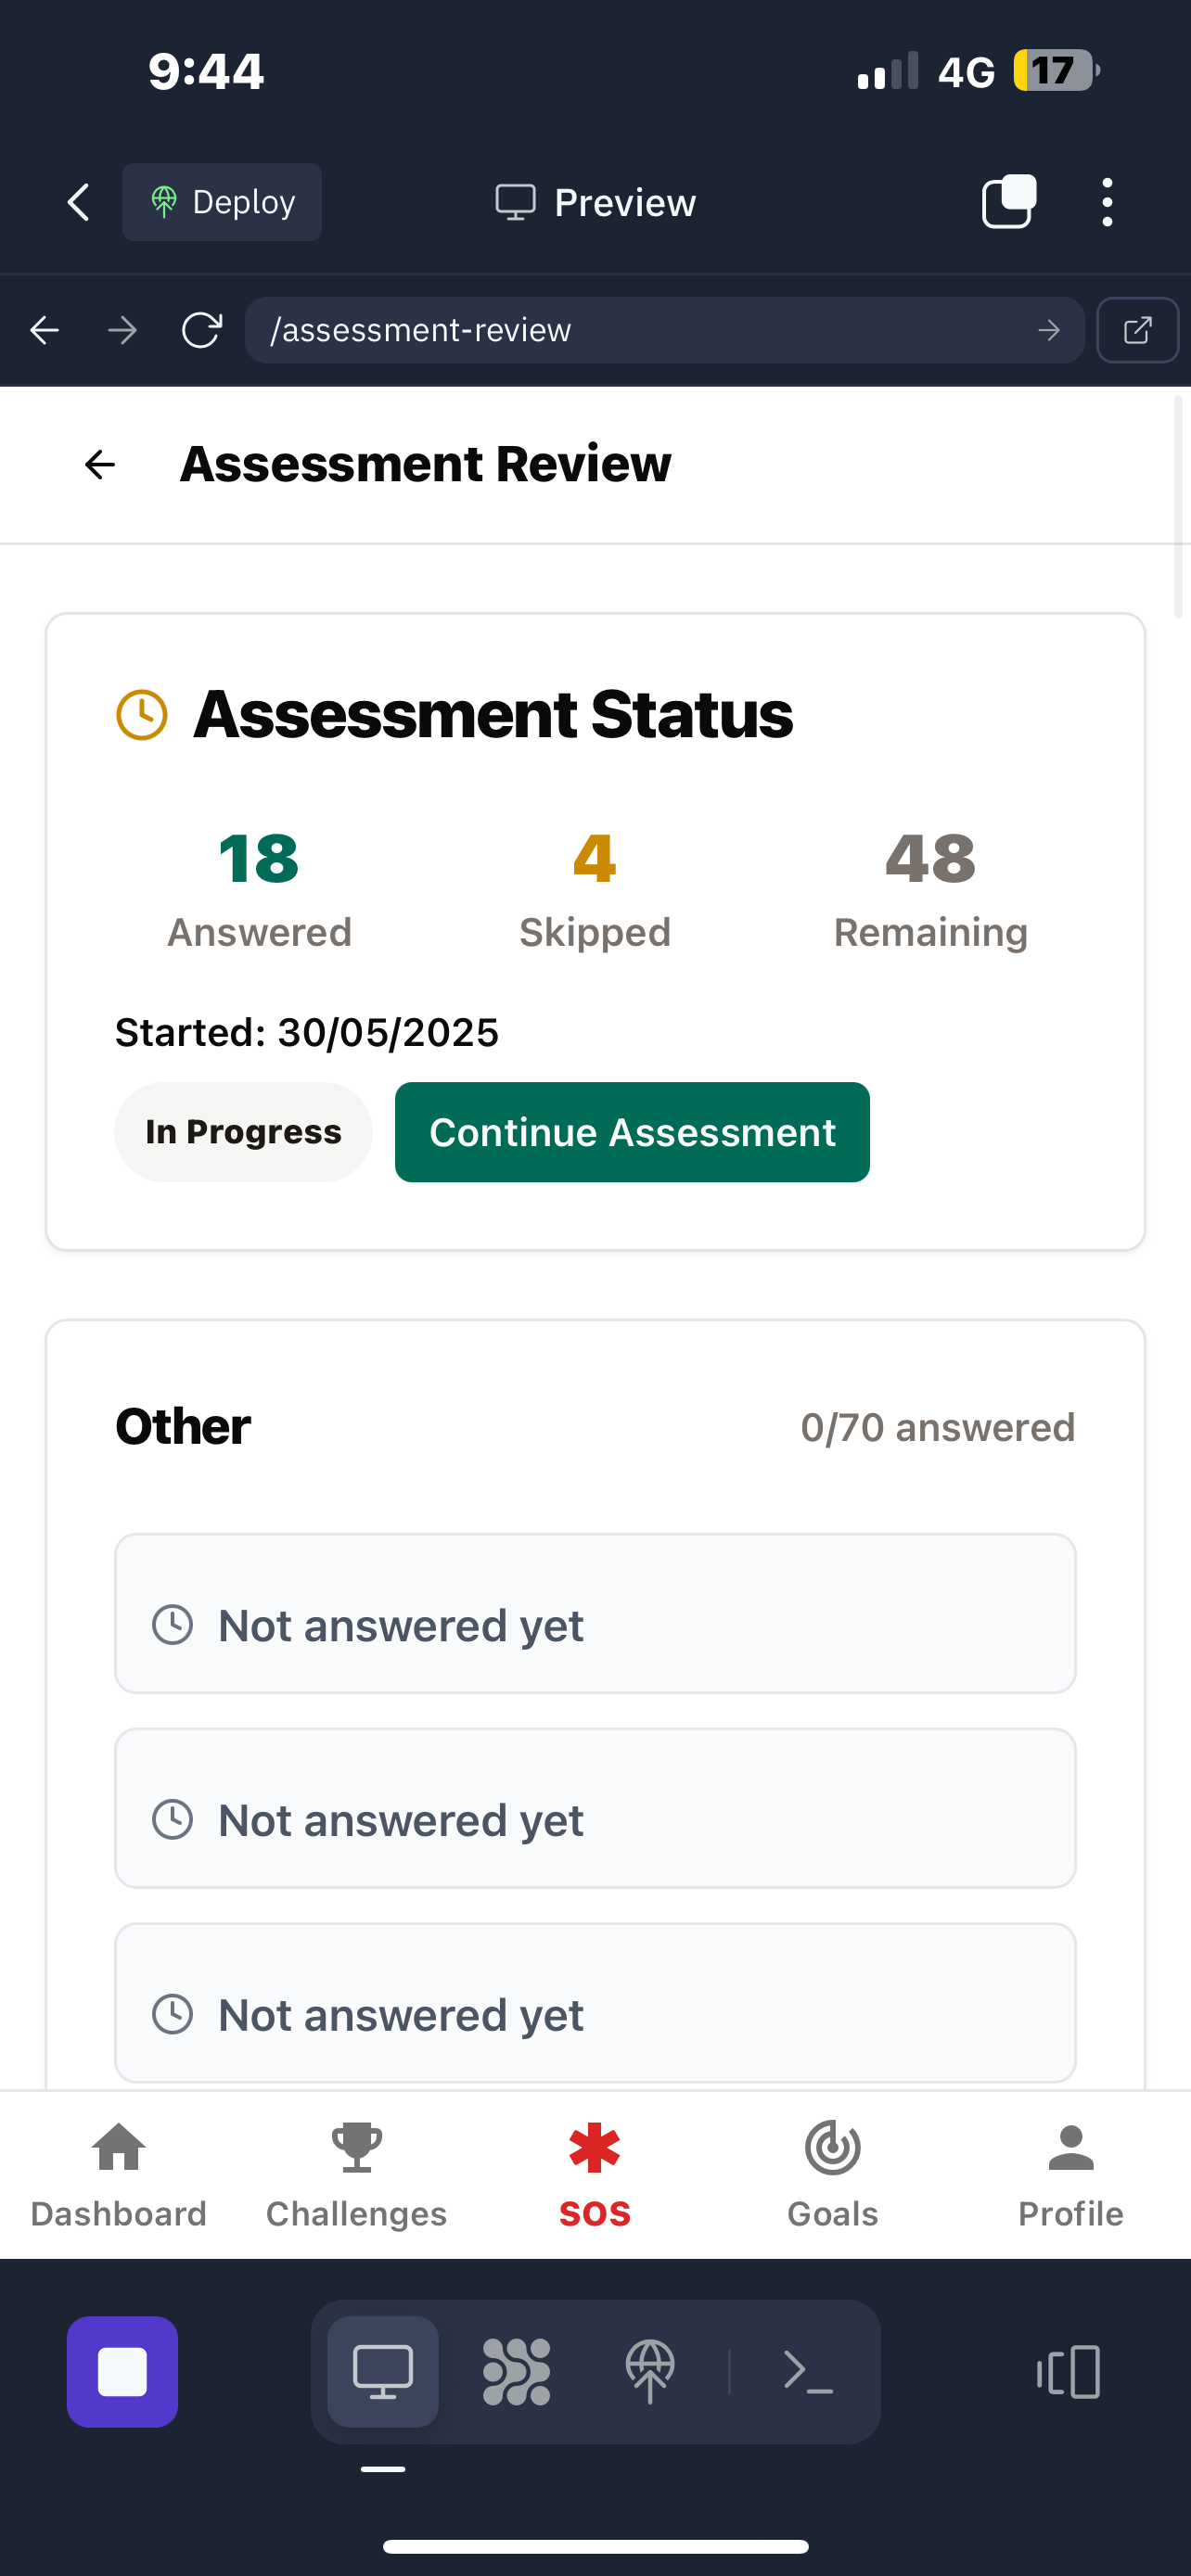 9:44
4G 17
Deploy
Preview
/assessment-review
Assessment Review
Assessment Status
18 4 48
Answered Skipped Remaining
Started: 30/05/2025
In Progress Continue Assessment
Other 0/70 answered
Not answered yet
Not answered yet
Not answered yet
Dashboard Challenges SOS Goals Profile